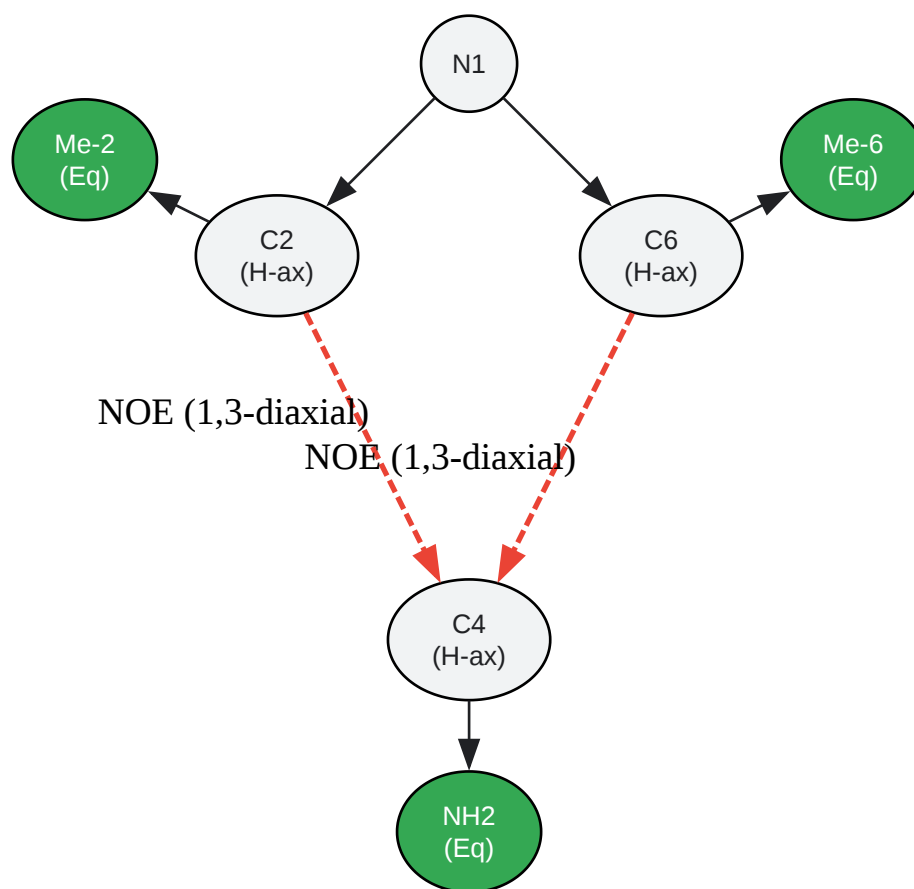 N1
Me-2
(Eq)
Me-6
(Eq)
C2
(H-ax)
C6
(H-ax)
NOE (1,3-diaxial)
NOE (1,3-diaxial)
C4
(H-ax)
NH2
(Eq)